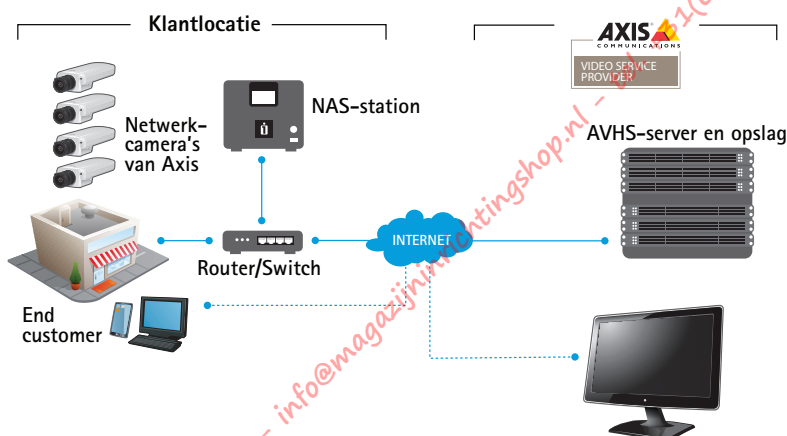 Klantlocatie
AXIS
COMMUNICATIONS
VIDEO SERVICE
PROVIDER
NAS-station
Netwerk-
camera's
van Axis
AVHS-server en opslag
INTERNET
Router/Switch
End
customer
- info@magazijninrichtingshop.nl -